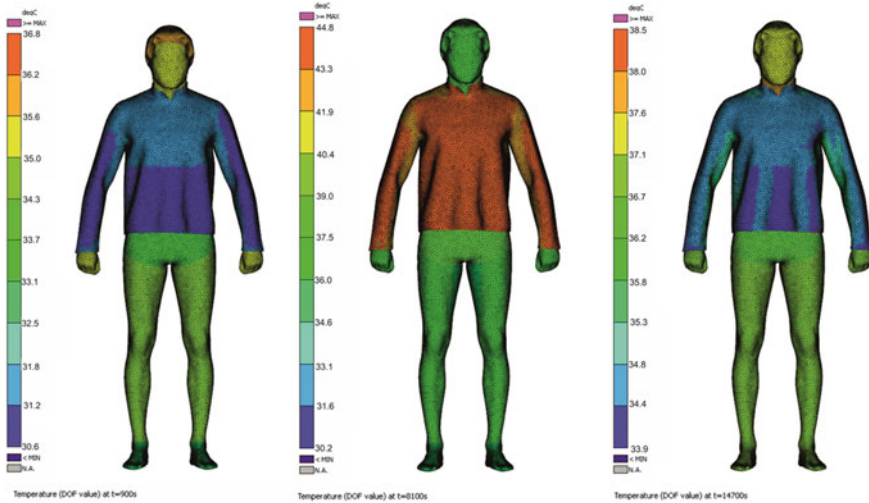 deqC
>= MAX
36.8
36.2
35.6
35.0
34.3
33.7
33.1
32.5
31.8
31.2
30.6
< MIN
N.A.
Temperature (DOF value) at t=900s
deqC
>= MAX
44.8
43.3
41.9
40.4
39.0
37.5
36.0
34.6
33.1
31.6
30.2
< MIN
N.A.
Temperature (DOF value) at t=8100s
deqC
>= MAX
38.5
38.0
37.6
37.1
36.7
36.2
35.8
35.3
34.8
34.4
33.9
< MIN
N.A.
Temperature (DOF value) at t=14700s